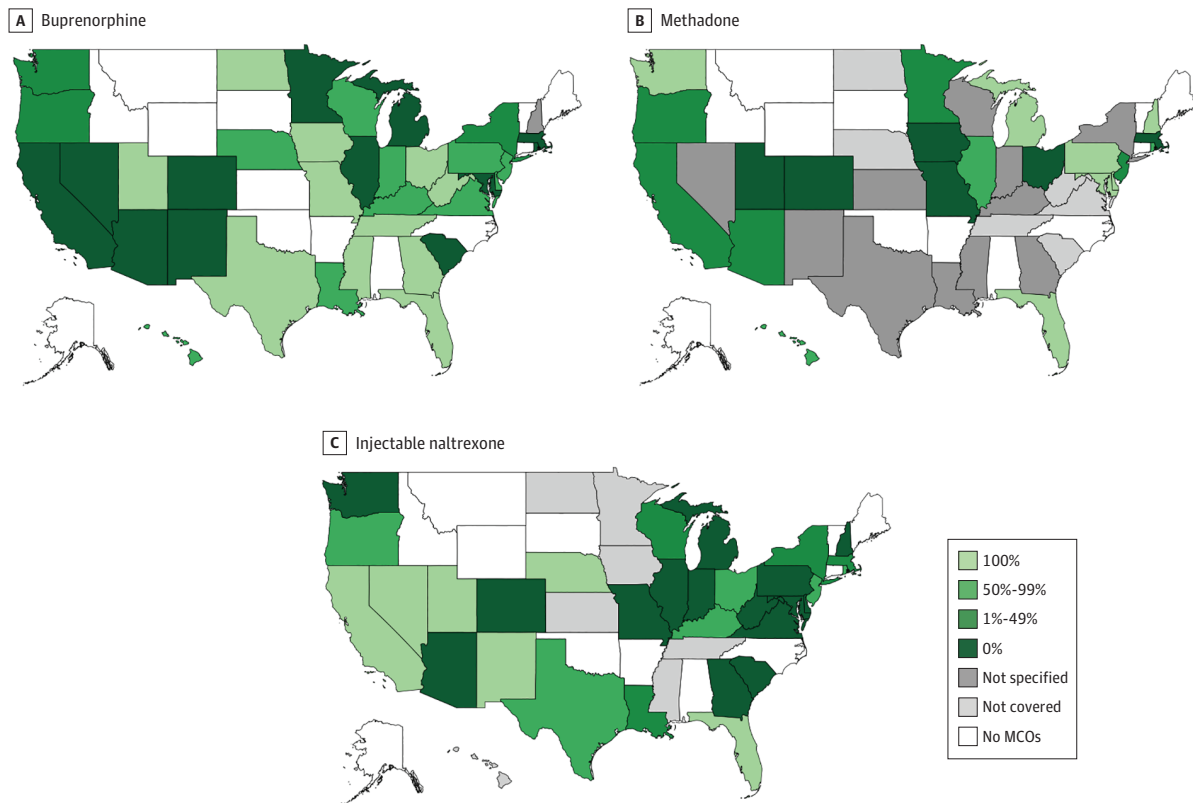 A Buprenorphine
B Methadone
C Injectable naltrexone
100%
50%-99%
1%-49%
0%
Not specified
Not covered
No MCOs